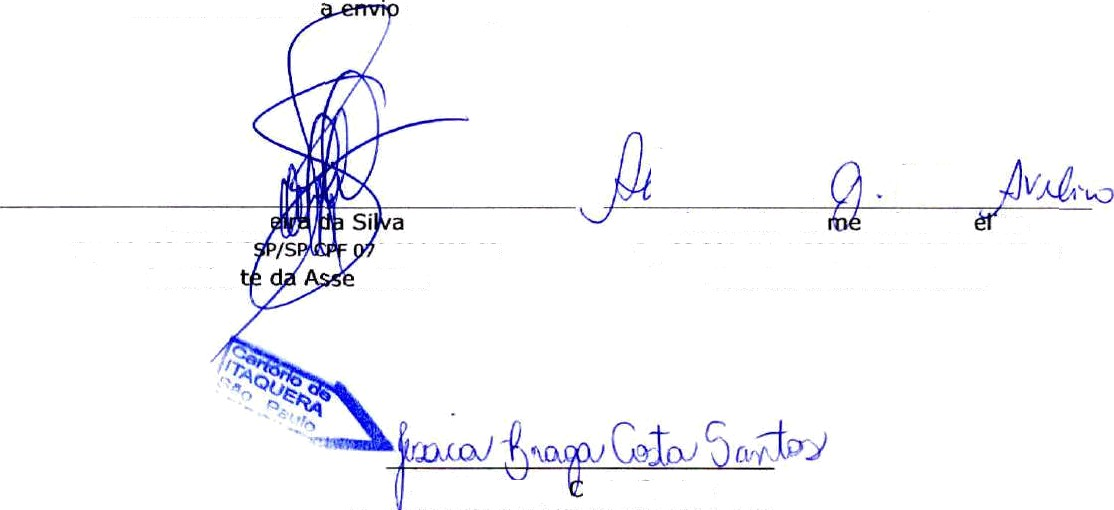 a envio
Avelino
eira da Silva
me
SP/SP CPF 07
te da Asse
Cartório de
ITAQUERA
São Paulo
Jessica Braga Costa Santos
C